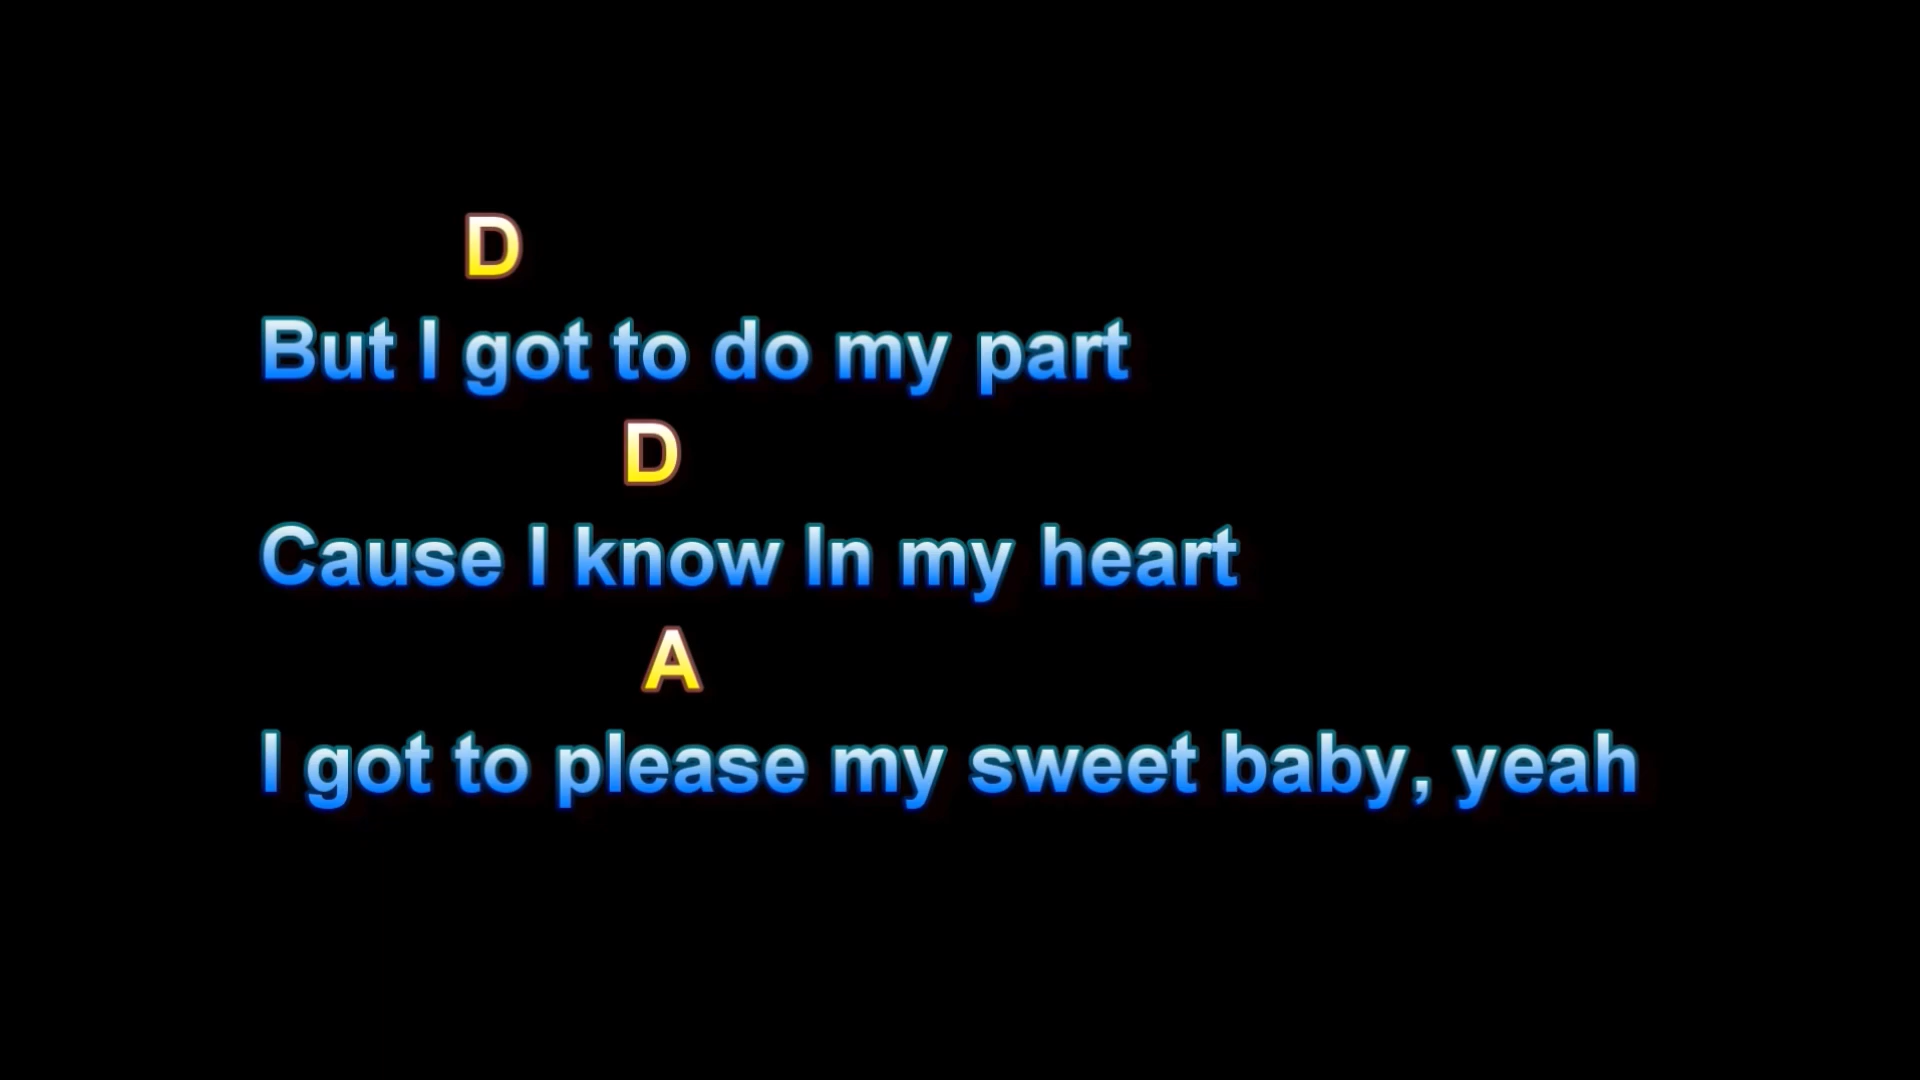 D
But I got to do my part
D
Cause I know In my heart
A
I got to please my sweet baby, yeah